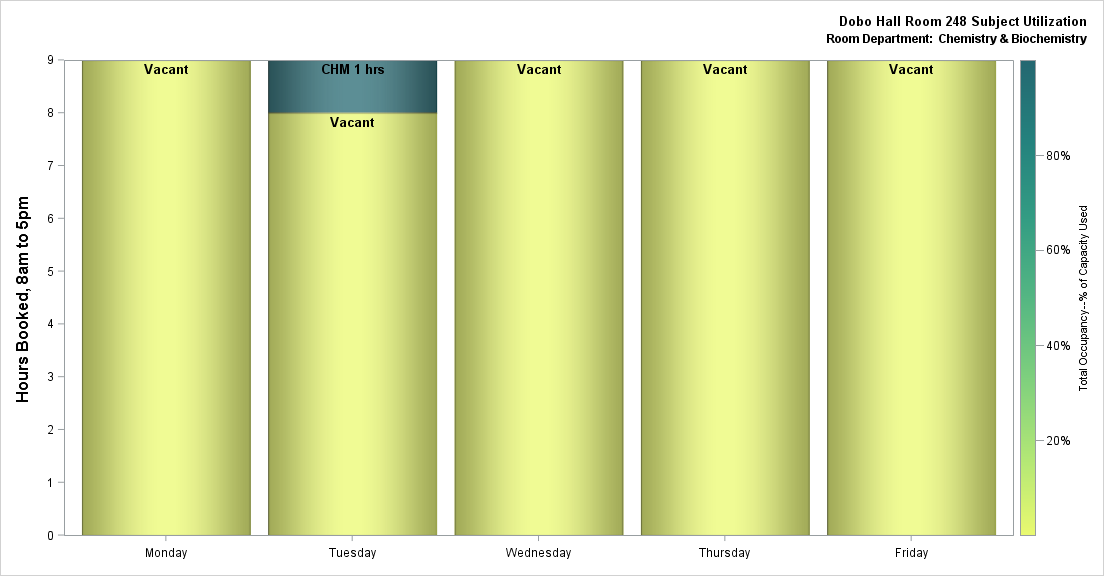 Dobo Hall Room 248 Subject Utilization
Room Department: Chemistry & Biochemistry
Hours Booked, 8am to 5pm
9
8
7
6
5
4
3
2
1
0
Vacant
CHM 1 hrs
Vacant
Vacant
Vacant
Vacant
Monday
Tuesday
Wednesday
Thursday
Friday
80%
60%
40%
20%
Total Occupancy--% of Capacity Used